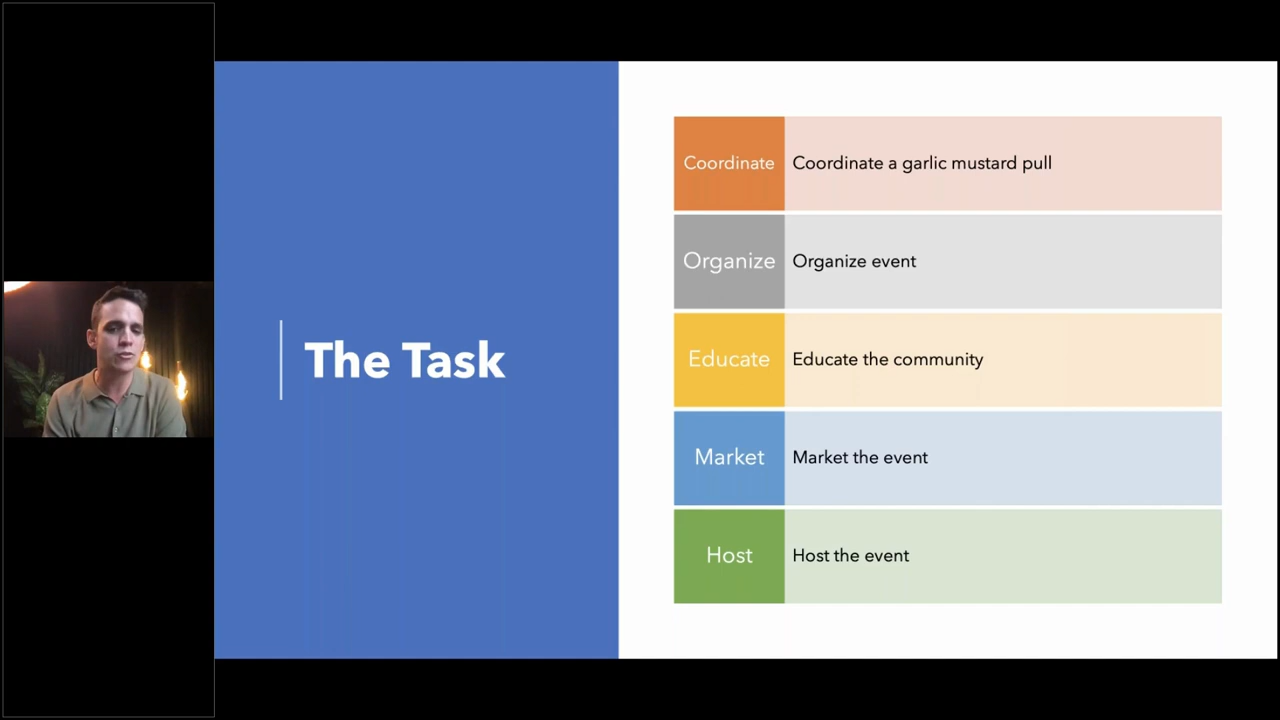 The Task
Coordinate
Coordinate a garlic mustard pull
Organize
Organize event
Educate
Educate the community
Market
Market the event
Host
Host the event